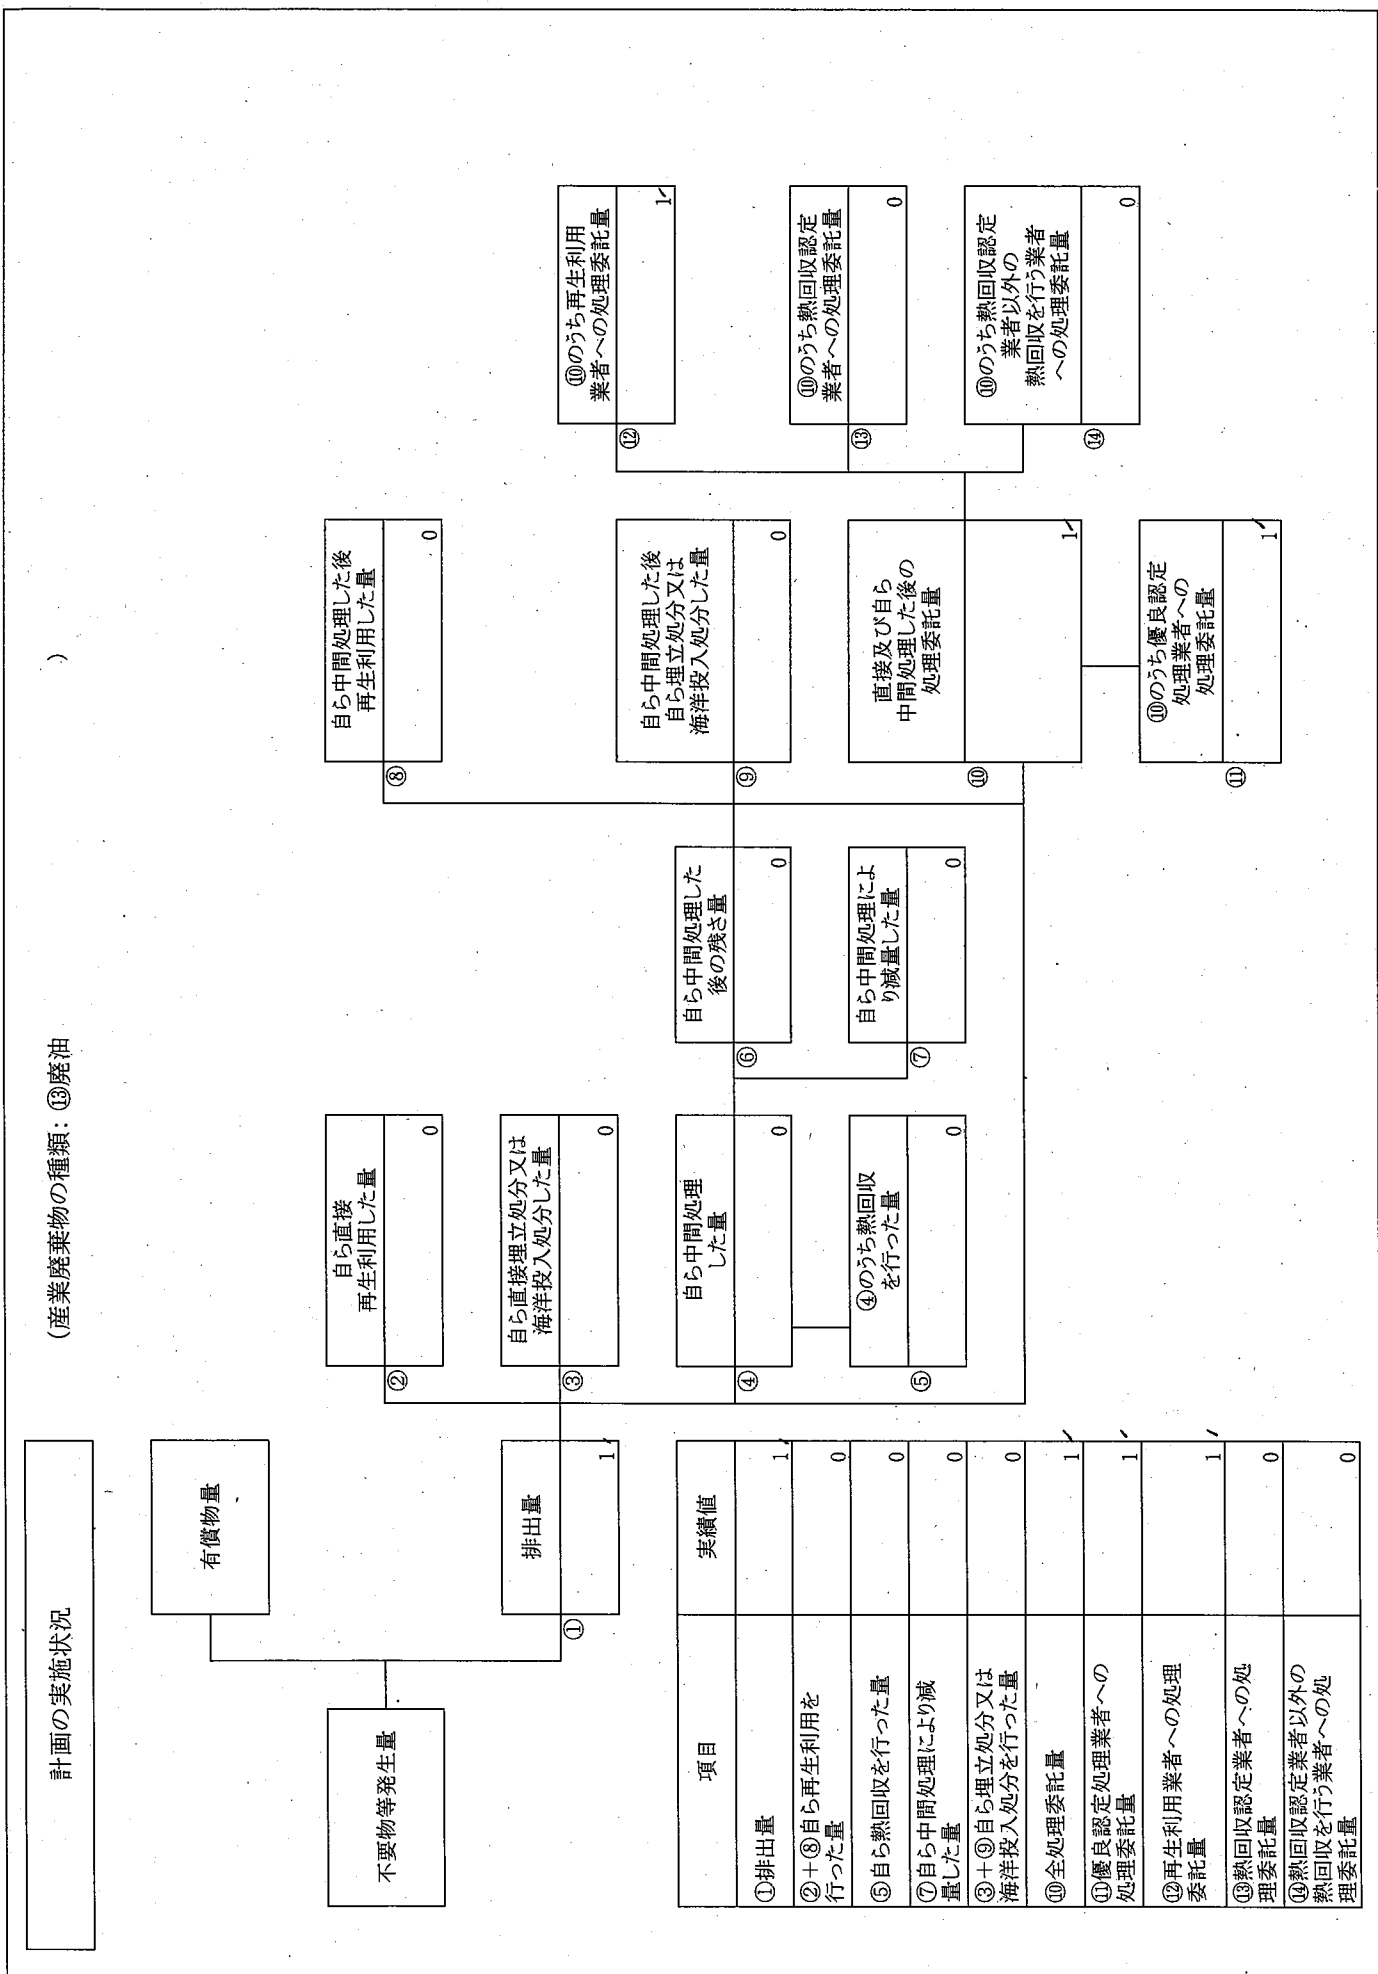 計画の実施状況
(産業廃棄物の種類：⑬廃油
)
不要物等発生量
有償物量
排出量
①
1
自ら直接
再生利用した量
②
0
自ら直接埋立処分又は
海洋投入処分した量
③
0
自ら中間処理
した量
④
0
④のうち熱回収
を行った量
⑤
0
自ら中間処理した
後の残さ量
⑥
0
自ら中間処理によ
り減量した量
⑦
0
自ら中間処理した後
再生利用した量
⑧
0
自ら中間処理した後
自ら埋立処分又は
海洋投入処分した量
⑨
0
直接及び自ら
中間処理した後の
処理委託量
⑩
1
⑩のうち優良認定
処理業者への
処理委託量
⑪
1
⑩のうち再生利用
業者への処理委託量
⑫
1
⑩のうち熱回収認定
業者への処理委託量
⑬
0
⑩のうち熱回収認定
業者以外の
熱回収を行う業者
への処理委託量
⑭
0
項目 実績値
①排出量 1
②＋⑧自ら再生利用を
行った量 0
⑤自ら熱回収を行った量 0
⑦自ら中間処理により減
量した量 0
③＋⑨自ら埋立処分又は
海洋投入処分を行った量 0
⑩全処理委託量 1
⑪優良認定処理業者への
処理委託量 1
⑫再生利用業者への処理
委託量 1
⑬熱回収認定業者への処
理委託量 0
⑭熱回収認定業者以外の
熱回収を行う業者への処
理委託量 0